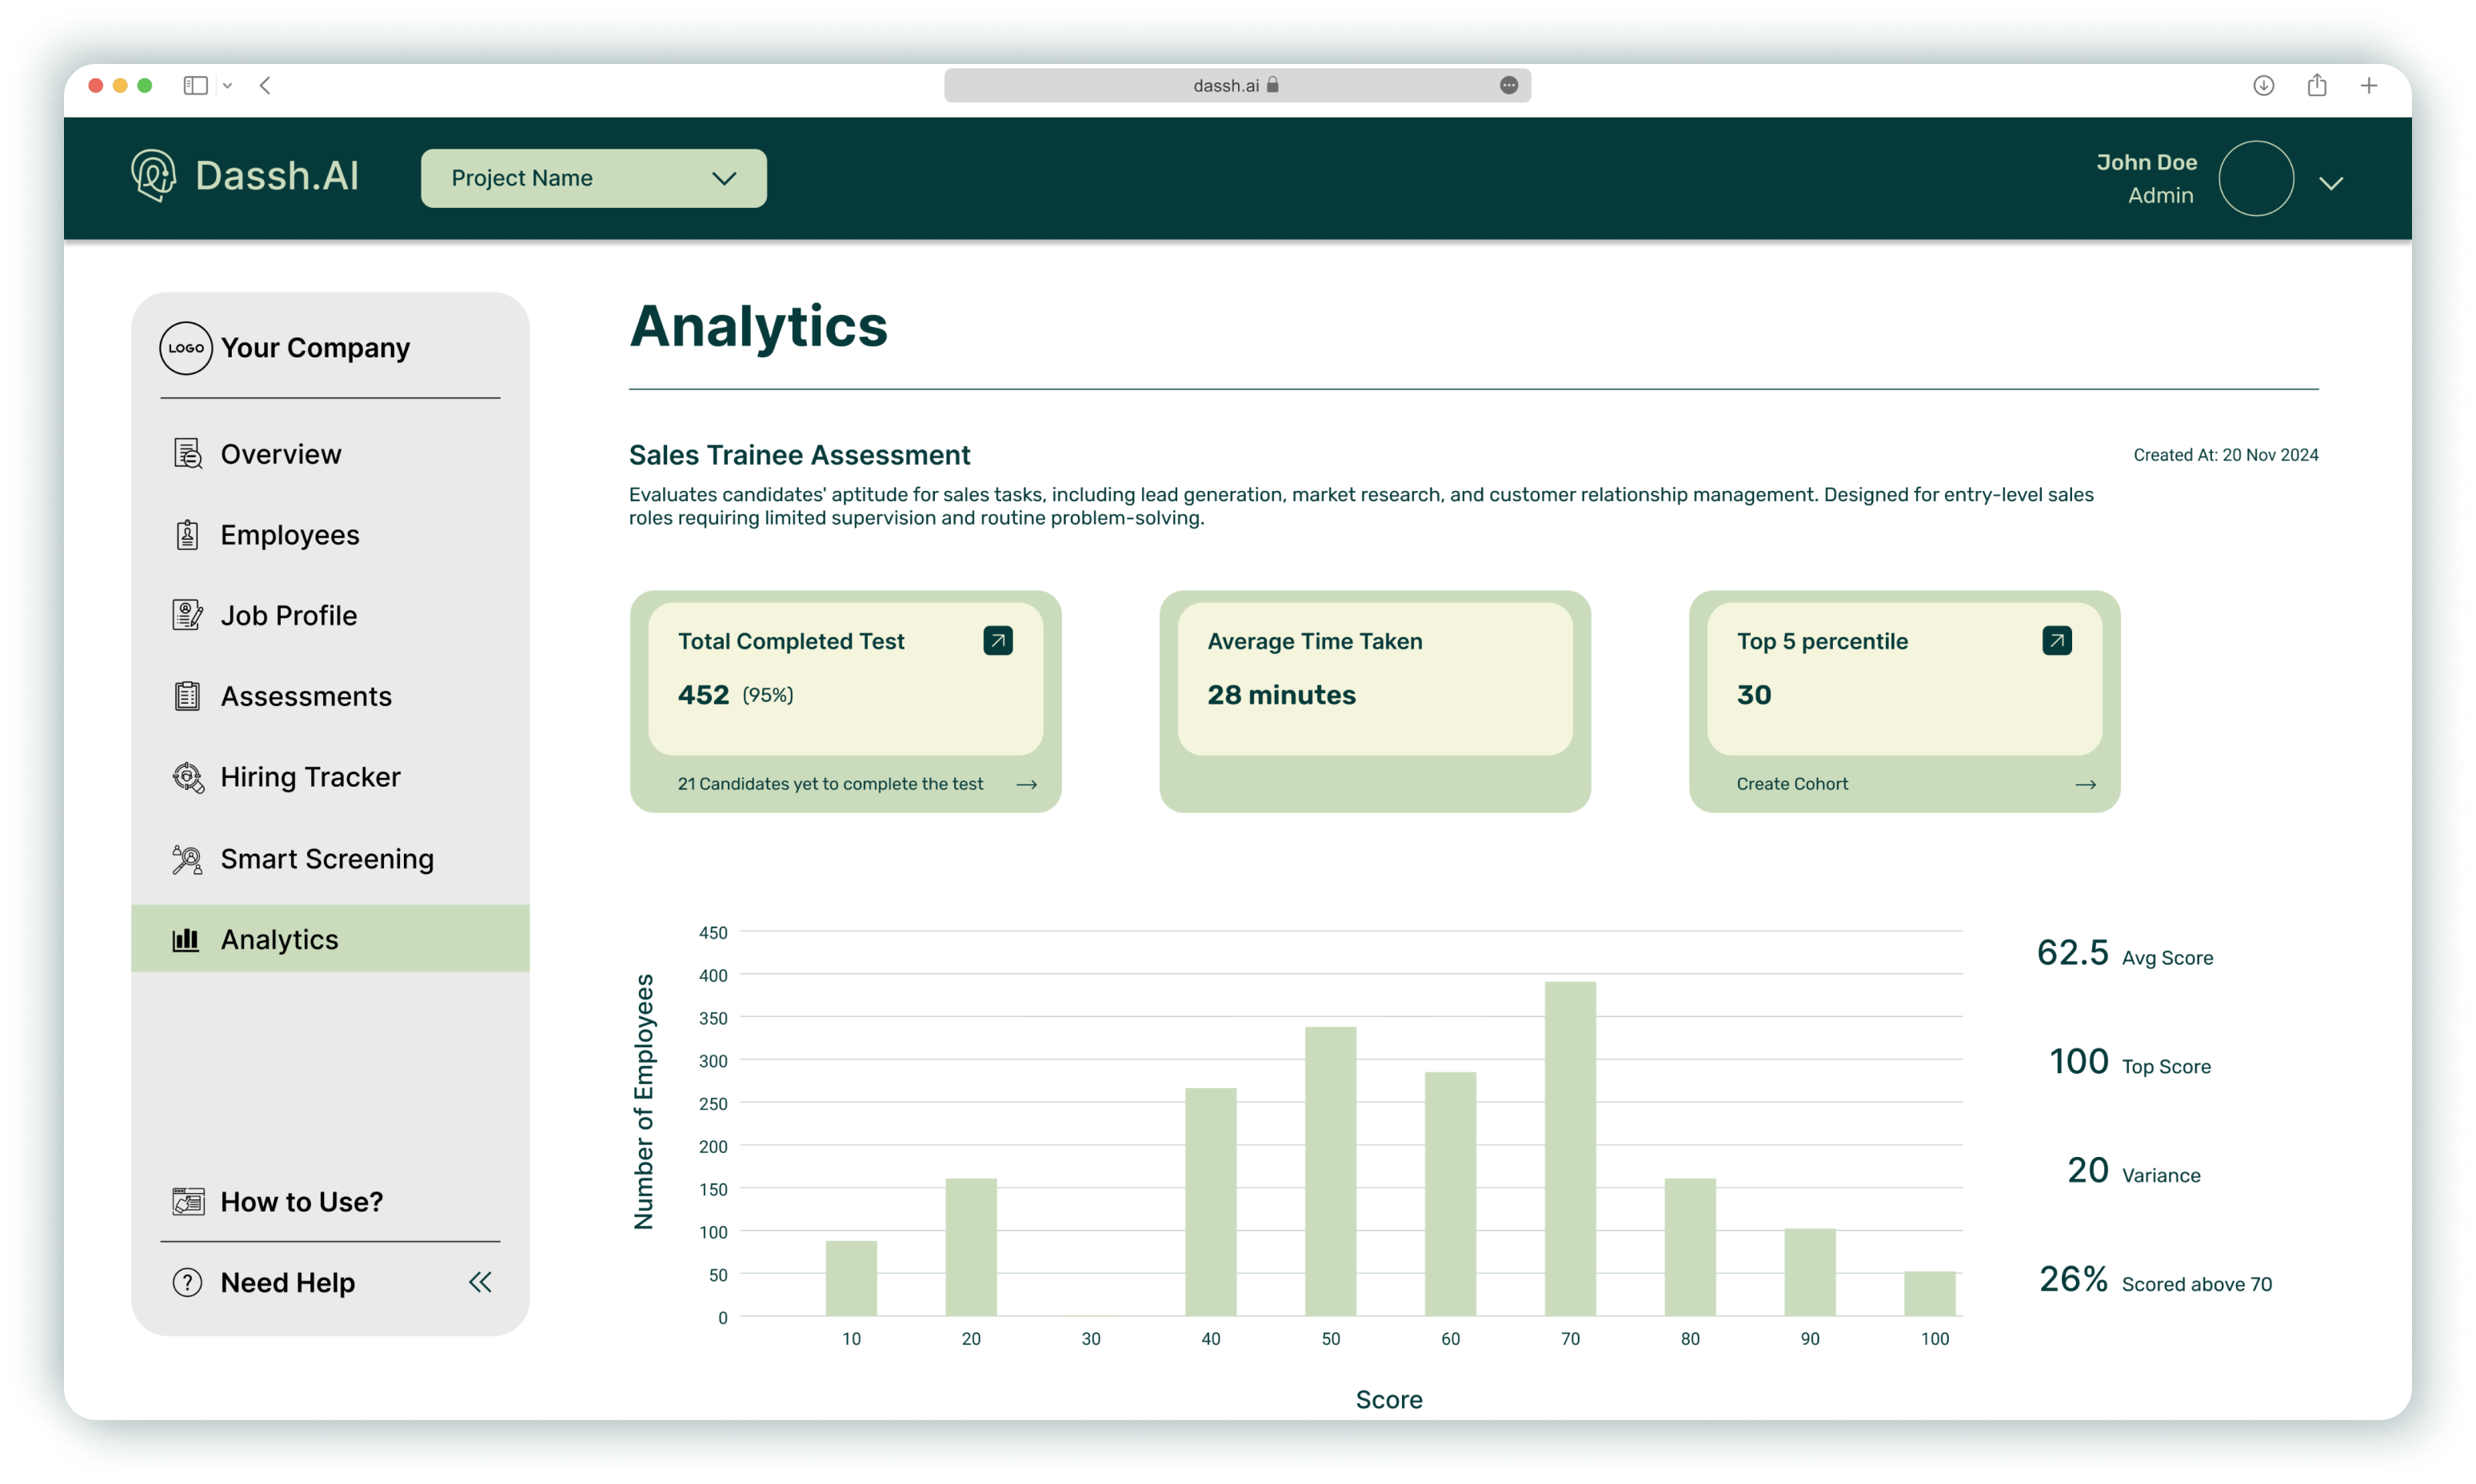 dassh.ai
Dassh.AI
Project Name
John Doe
Admin
LOGO
Your Company
Overview
Employees
Job Profile
Assessments
Hiring Tracker
Smart Screening
Analytics
How to Use?
? Need Help
Analytics
Sales Trainee Assessment
Created At: 20 Nov 2024
Evaluates candidates' aptitude for sales tasks, including lead generation, market research, and customer relationship management. Designed for entry-level sales
roles requiring limited supervision and routine problem-solving.
Total Completed Test
452 (95%)
21 Candidates yet to complete the test
Average Time Taken
28 minutes
Top 5 percentile
30
Create Cohort
Number of Employees
450
400
350
300
250
200
150
100
50
0
10 20 30 40 50 60 70 80 90 100
Score
62.5 Avg Score
100 Top Score
20 Variance
26% Scored above 70